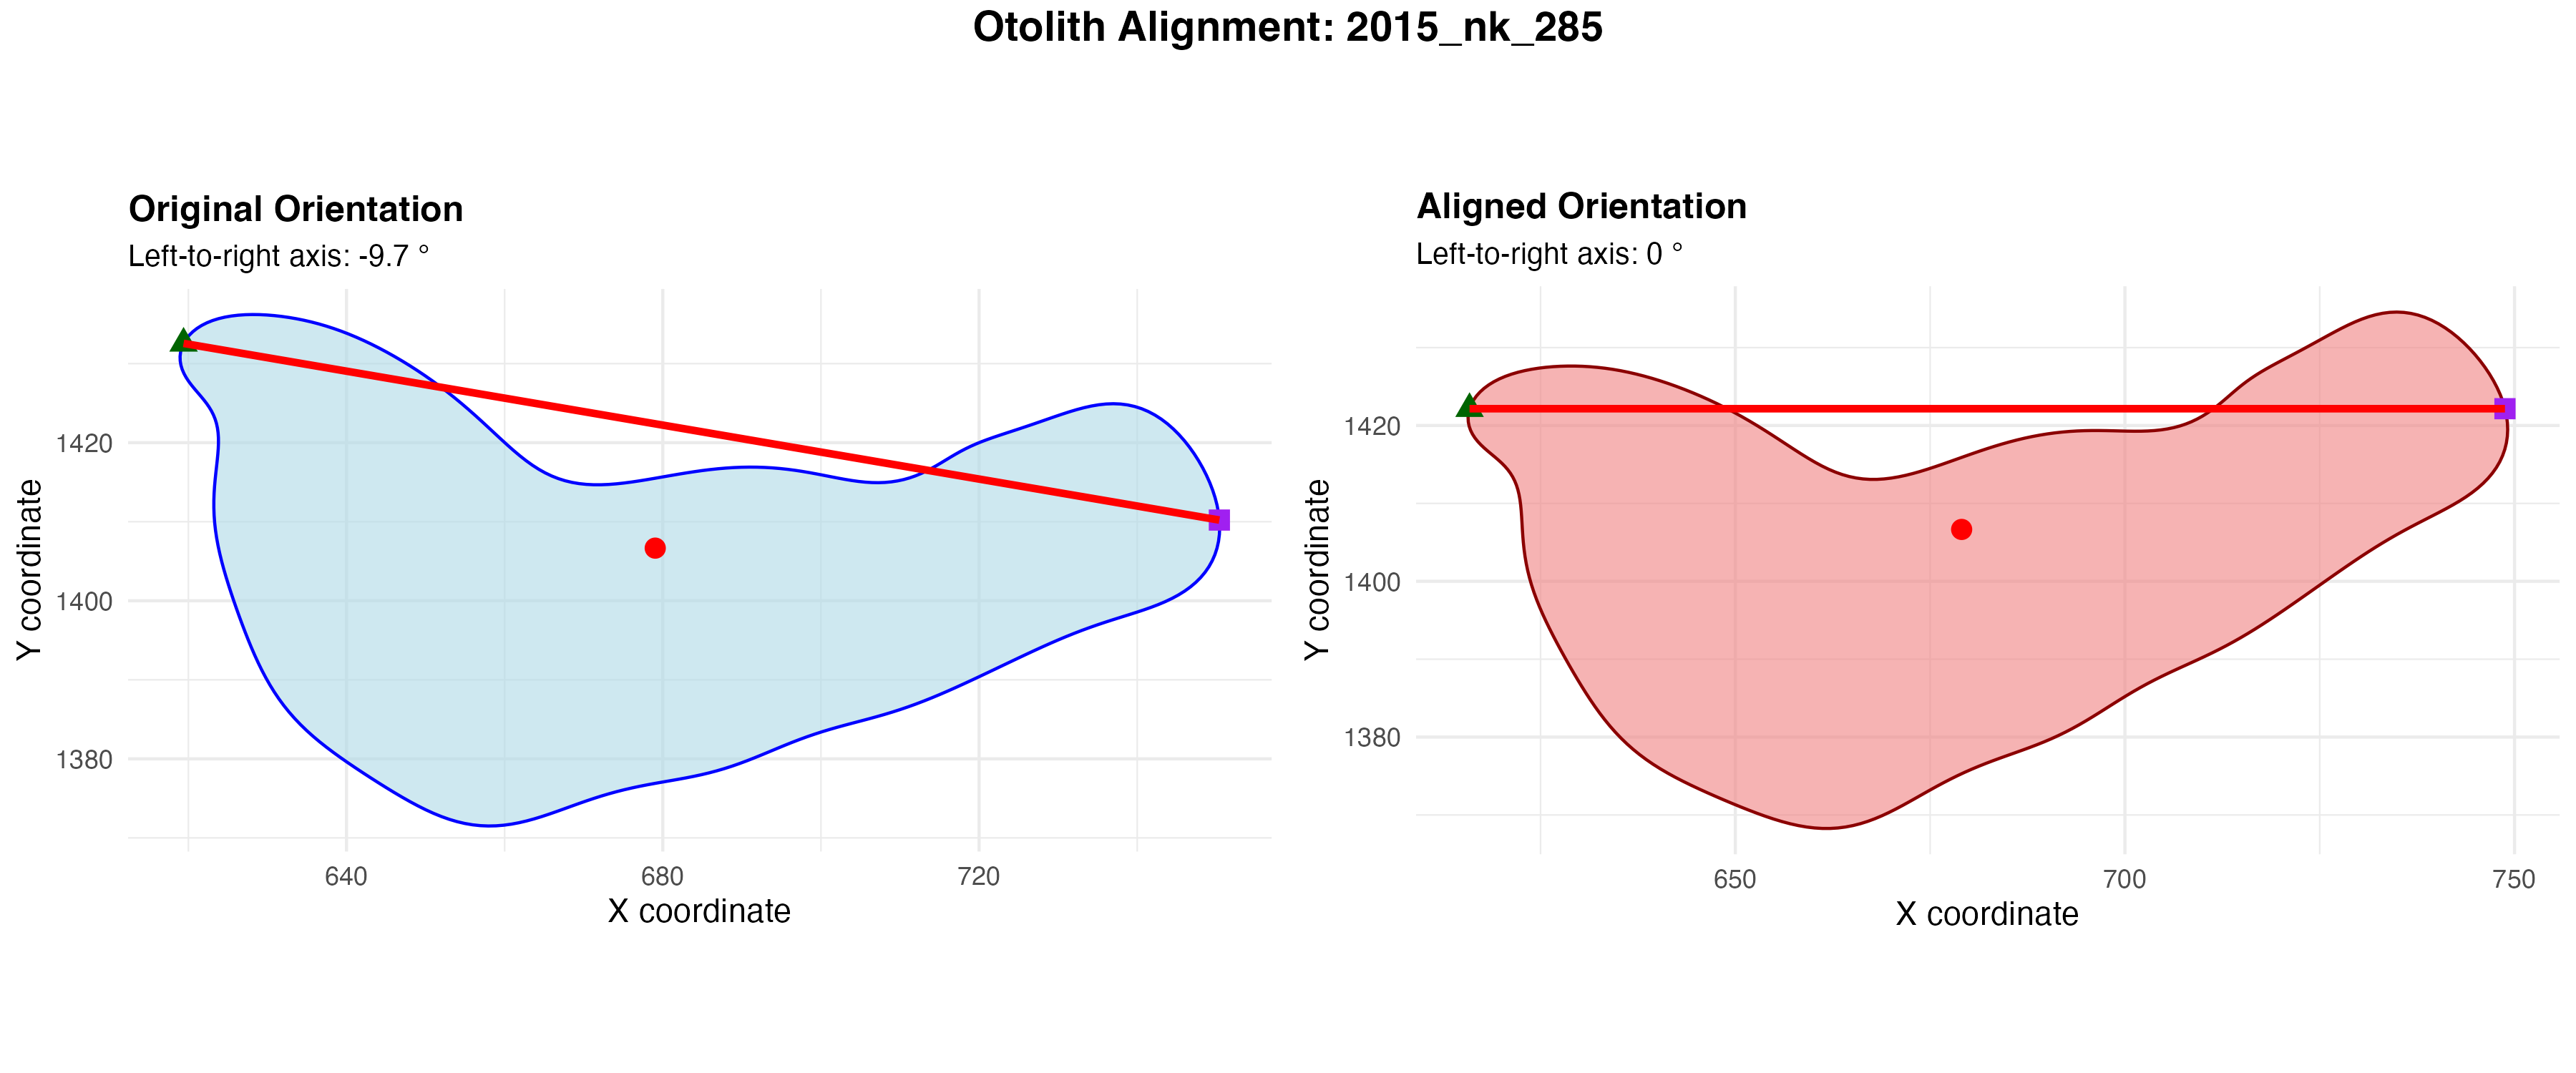 Otolith Alignment: 2015_nk_285
Original Orientation
Left-to-right axis: -9.7 °
1420
1400
1380
Y coordinate
640
680
720
X coordinate
Aligned Orientation
Left-to-right axis: 0 °
1420
1400
1380
Y coordinate
650
700
750
X coordinate